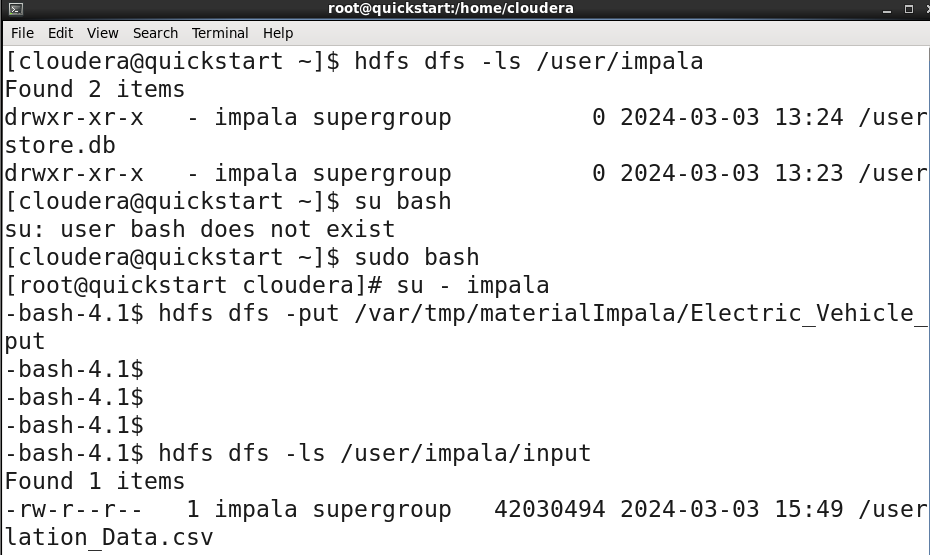 root@quickstart:/home/cloudera
File Edit View Search Terminal Help
[cloudera@quickstart ~]$ hdfs dfs -ls /user/impala
Found 2 items
drwxr-xr-x   - impala supergroup          0 2024-03-03 13:24 /user
store.db
drwxr-xr-x   - impala supergroup          0 2024-03-03 13:23 /user
[cloudera@quickstart ~]$ su bash
su: user bash does not exist
[cloudera@quickstart ~]$ sudo bash
[root@quickstart cloudera]# su - impala
-bash-4.1$ hdfs dfs -put /var/tmp/materialImpala/Electric_Vehicle_
put
-bash-4.1$
-bash-4.1$
-bash-4.1$
-bash-4.1$ hdfs dfs -ls /user/impala/input
Found 1 items
-rw-r--r--   1 impala supergroup   42030494 2024-03-03 15:49 /user
lation_Data.csv